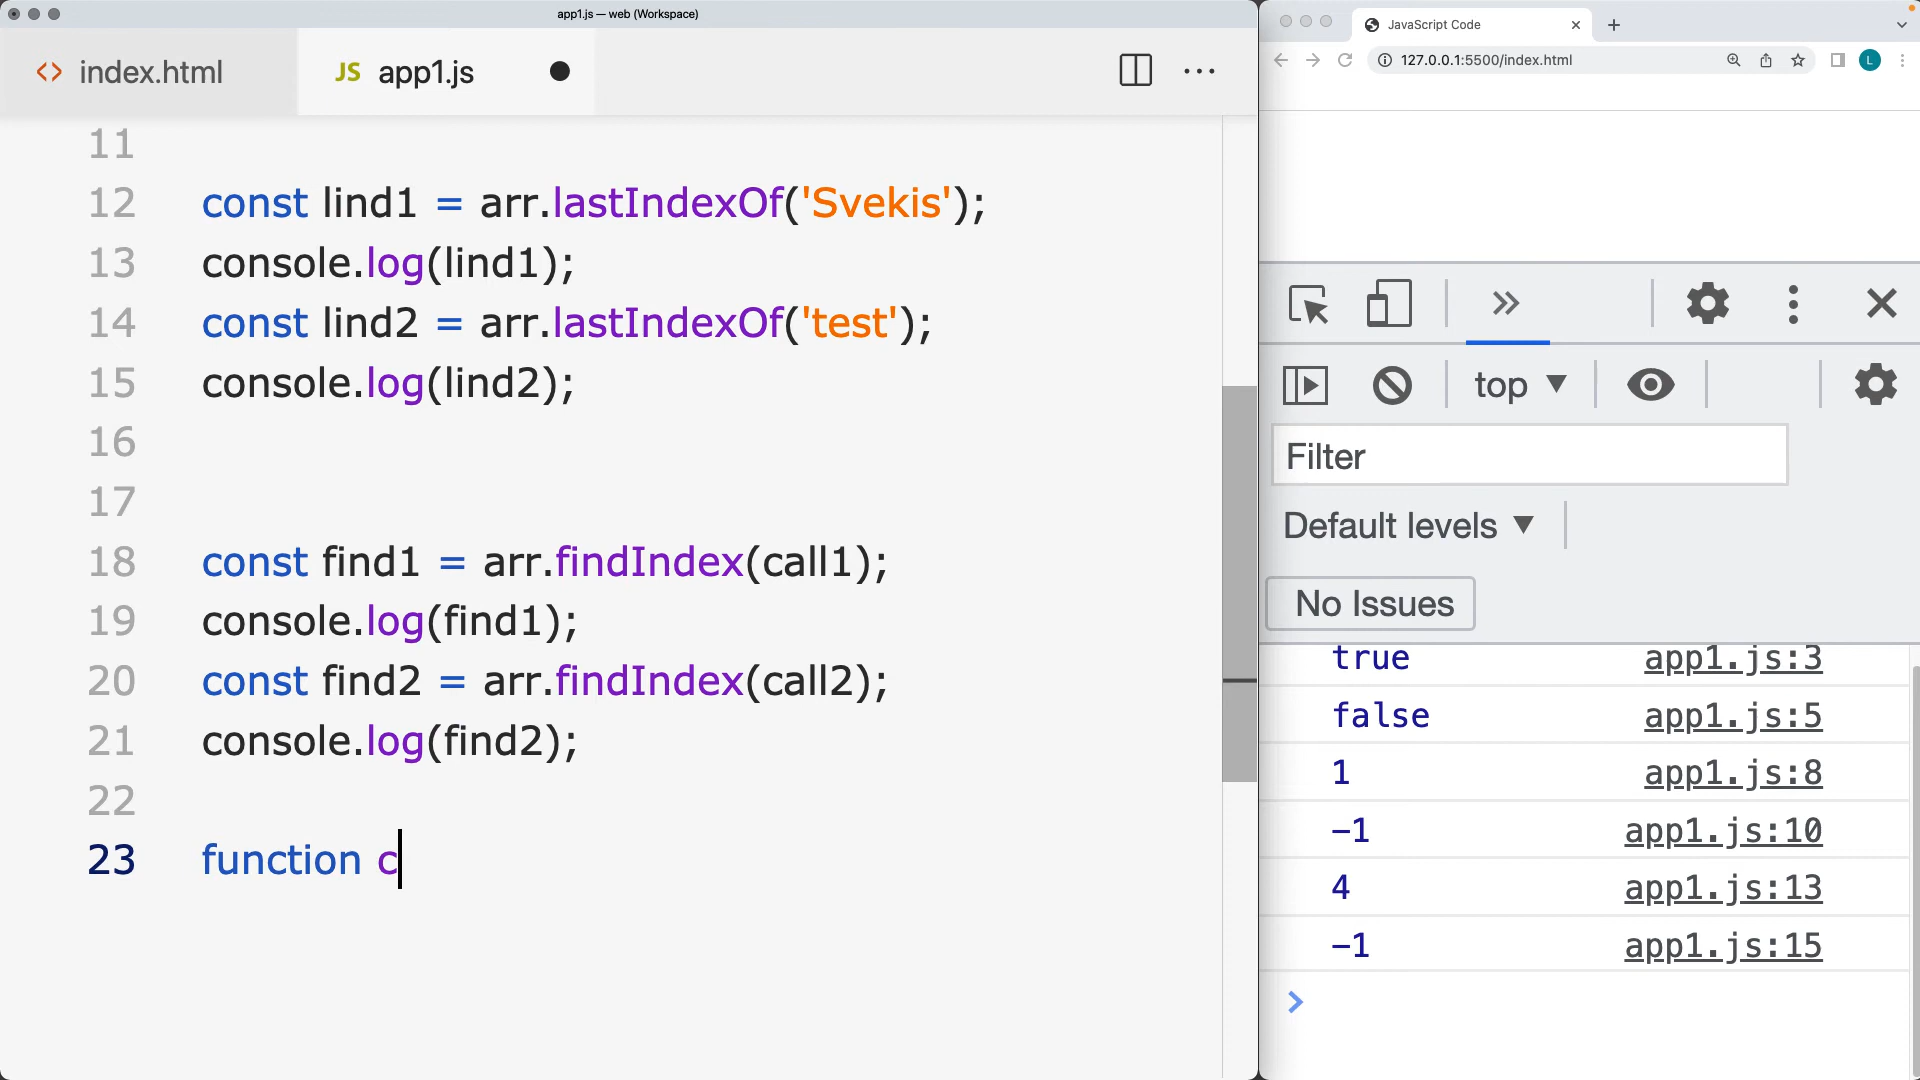 app1.js — web (Workspace)
<> index.html
JS app1.js
11
12 const lind1 = arr.lastIndexOf('Svekis');
13 console.log(lind1);
14 const lind2 = arr.lastIndexOf('test');
15 console.log(lind2);
16
17
18 const find1 = arr.findIndex(call1);
19 console.log(find1);
20 const find2 = arr.findIndex(call2);
21 console.log(find2);
22
23 function c
JavaScript Code
127.0.0.1:5500/index.html
L
top
Filter
Default levels
No Issues
true app1.js:3
false app1.js:5
1 app1.js:8
-1 app1.js:10
4 app1.js:13
-1 app1.js:15